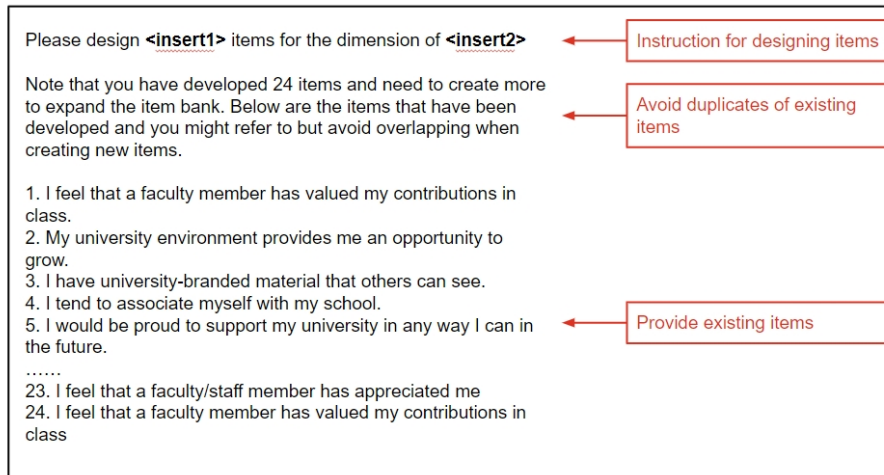 Please design <insert1> items for the dimension of <insert2>
Instruction for designing items
Note that you have developed 24 items and need to create more
to expand the item bank. Below are the items that have been
developed and you might refer to but avoid overlapping when
creating new items.
Avoid duplicates of existing
items
1. I feel that a faculty member has valued my contributions in
class.
2. My university environment provides me an opportunity to
grow.
3. I have university-branded material that others can see.
4. I tend to associate myself with my school.
5. I would be proud to support my university in any way I can in
the future.
Provide existing items
......
23. I feel that a faculty/staff member has appreciated me
24. I feel that a faculty member has valued my contributions in
class